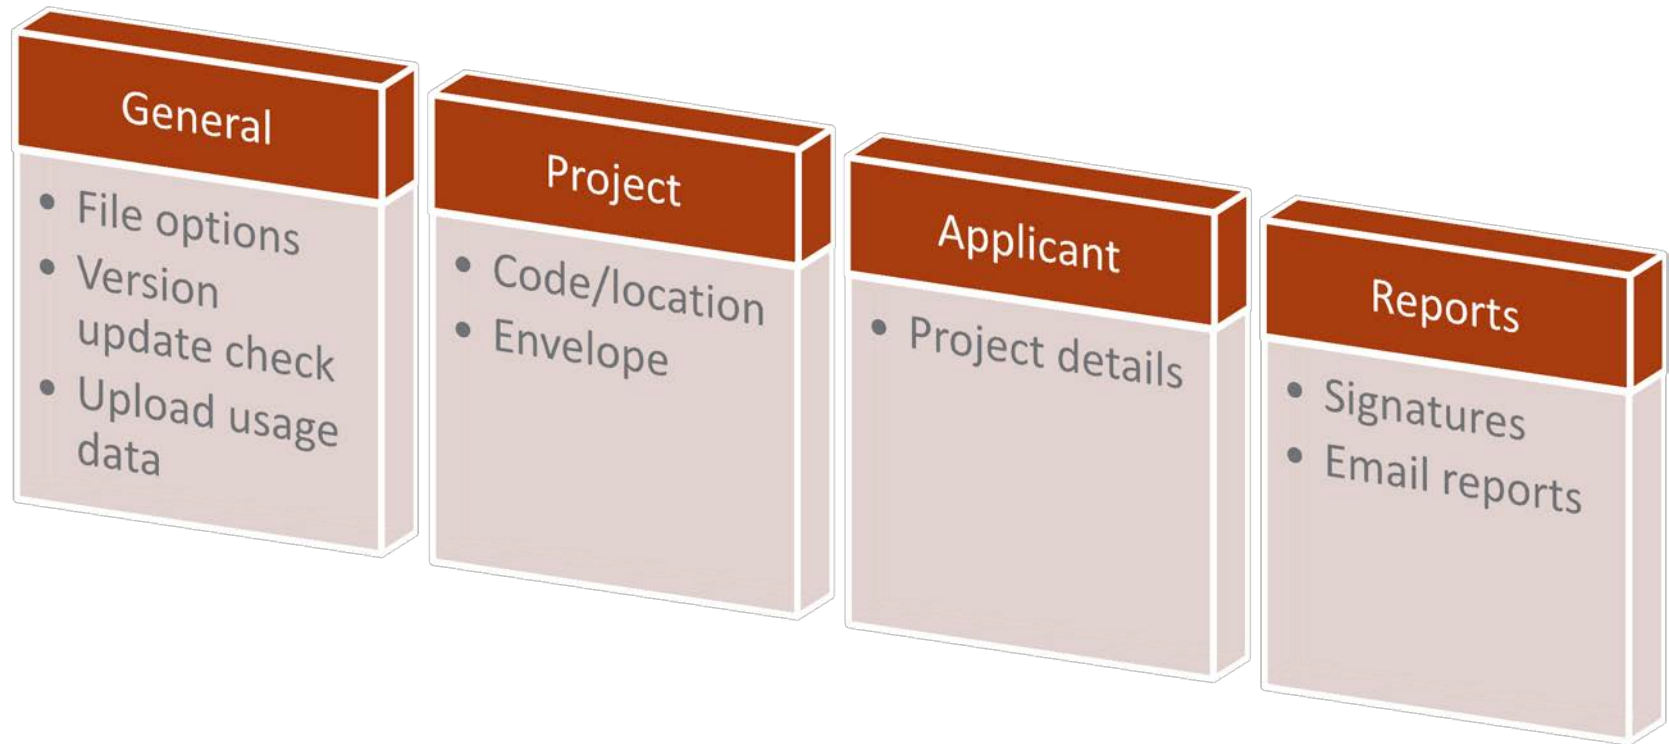 General
• File options
• Version
update check
• Upload usage
data
Project
• Code/location
• Envelope
Applicant
• Project details
Reports
• Signatures
• Email reports